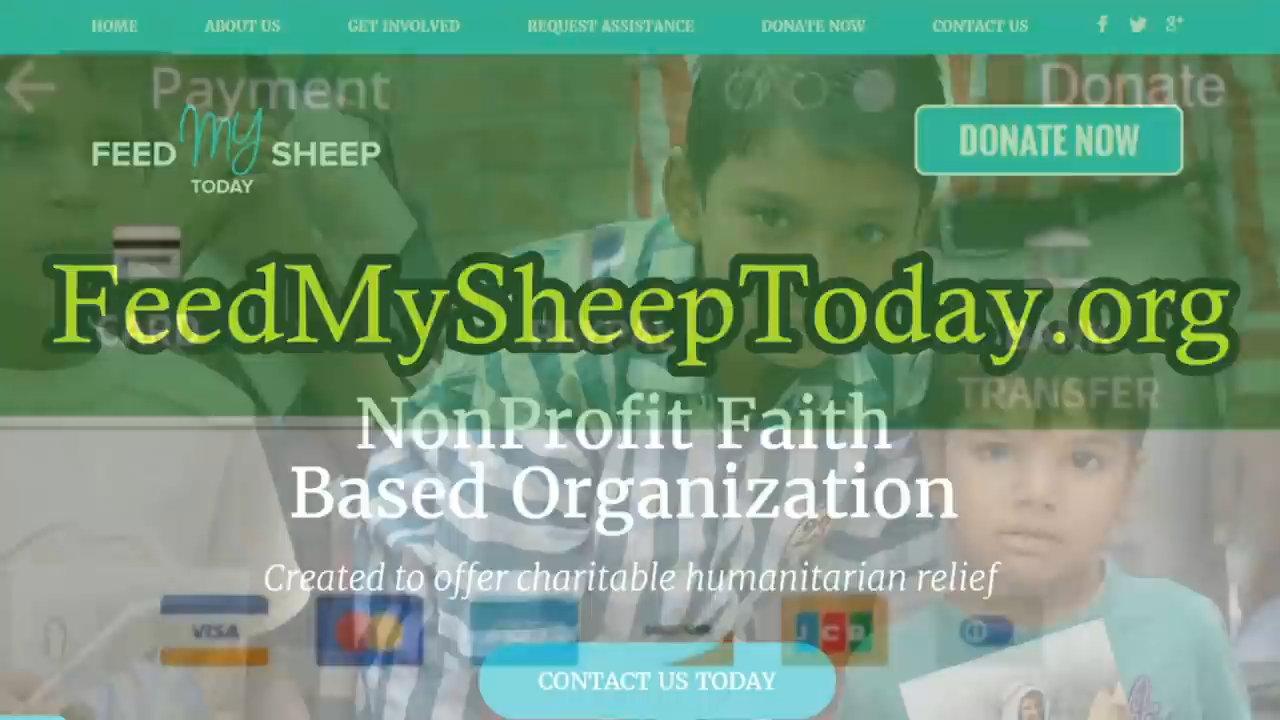 HOME ABOUT US GET INVOLVED REQUEST ASSISTANCE DONATE NOW CONTACT US
Payment Donate
FEED My SHEEP
TODAY
DONATE NOW
FeedMySheepToday.org
TRANSFER
NonProfit Faith
Based Organization
Created to offer charitable humanitarian relief
VISA JCB
CONTACT US TODAY